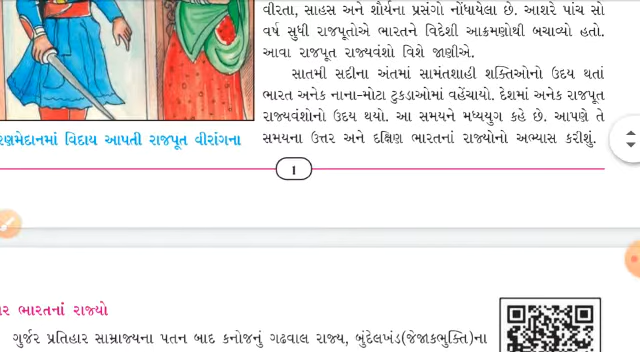 વીરતા, સાહસ અને શૌર્યના પ્રસંગો નોંધાયેલા છે. આશરે પાંચ સો
વર્ષ સુધી રાજપૂતોએ ભારતને વિદેશી આક્રમણોથી બચાવ્યો હતો.
આવા રાજપૂત રાજ્યવંશો વિશે જાણીએ.
સાતમી સદીના અંતમાં સામંતશાહી શક્તિઓનો ઉદય થતાં
ભારત અનેક નાના-મોટા ટુકડાઓમાં વહેંચાયો. દેશમાં અનેક રાજપૂત
રાજ્યવંશોનો ઉદય થયો. આ સમયને મધ્યયુગ કહે છે. આપણે તે
સમયના ઉત્તર અને દક્ષિણ ભારતનાં રાજ્યોનો અભ્યાસ કરીશું.
રણમેદાનમાં વિદાય આપતી રાજપૂત વીરાંગના
1
ર ભારતનાં રાજ્યો
ગુર્જર પ્રતિહાર સામ્રાજ્યના પતન બાદ કનોજનું ગઢવાલ રાજ્ય, બુંદેલખંડ(જેજાકભુક્તિ)ના